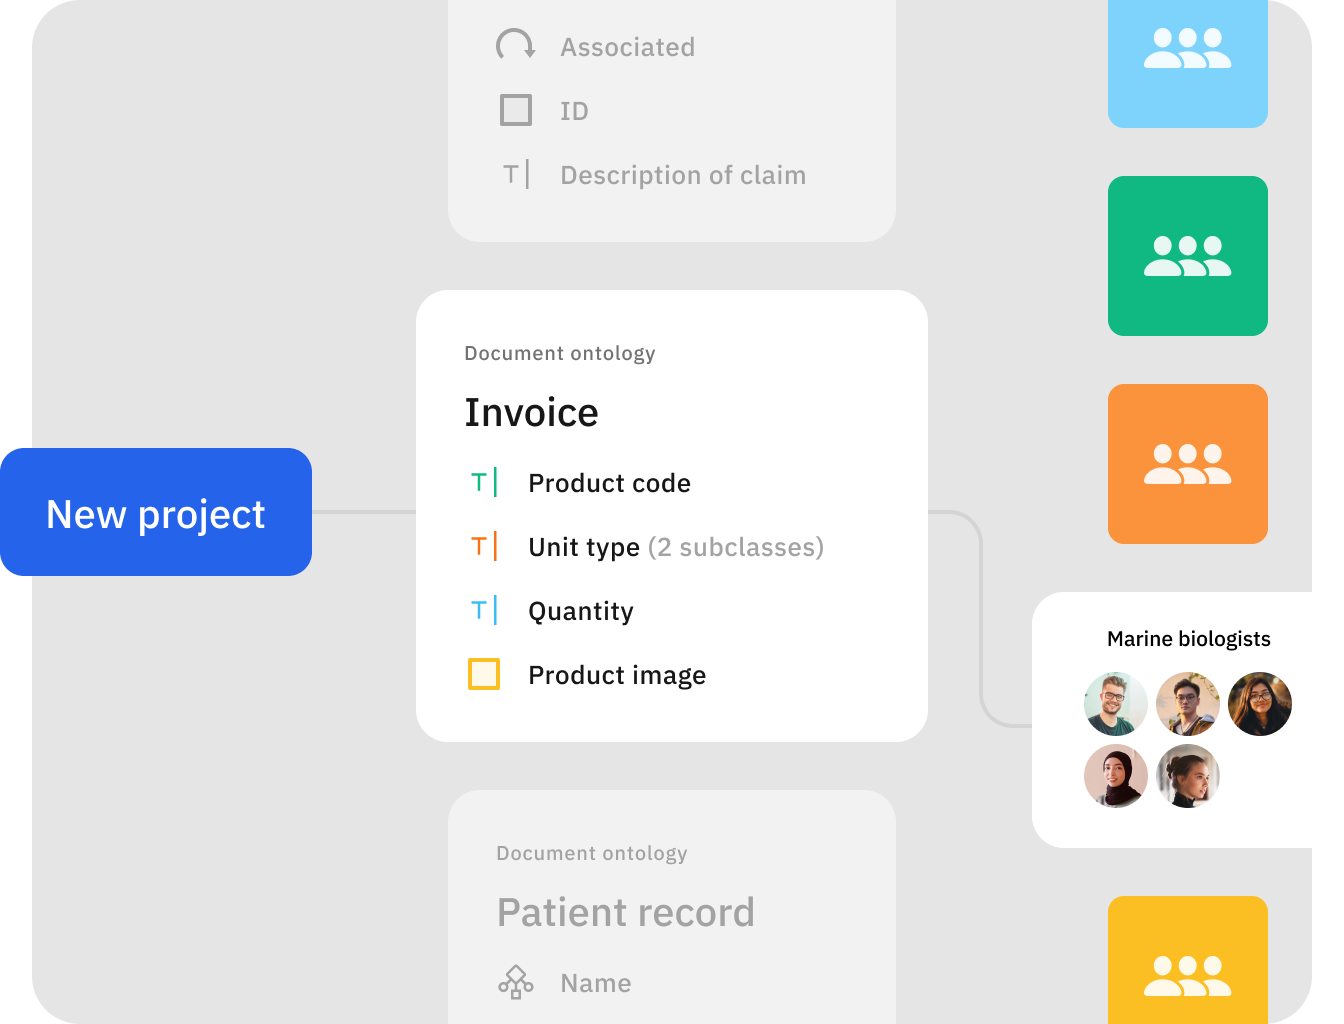 Associated
ID
T Description of claim
Document ontology
Invoice
T Product code
New project
T Unit type (2 subclasses)
T Quantity
Product image
Marine biologists
Document ontology
Patient record
Name